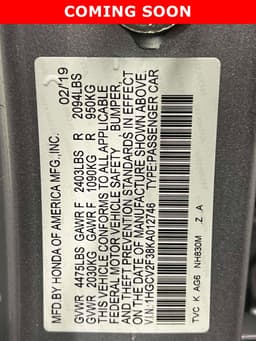 COMING SOON
MFD.BY HONDA OF AMERICA MFG.,INC. 02/19
GVWR 4475LBS GAWR F 2403LBS R 2094LBS
GVWR 2030KG GAWR F 1090KG R 950KG
THIS VEHICLE CONFORMS TO ALL APPLICABLE
FEDERAL MOTOR VEHICLE SAFETY BUMPER,
AND THEFT PREVENTION STANDARDS IN EFFECT
ON THE DATE OF MANUFACTURE SHOWN ABOVE.
V.I.N:1HGCV2F38KA012746 TYPE:PASSENGER CAR
TVC K AG6 NH830M Z A